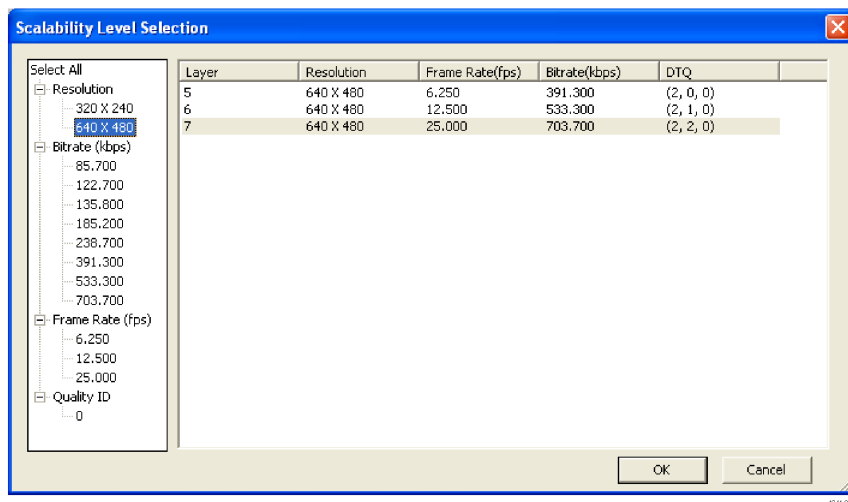 Scalability Level Selection
Select All
Resolution
320 X 240
640 X 480
Bitrate (kbps)
85.700
122.700
135.800
185.200
238.700
391.300
533.300
703.700
Frame Rate (fps)
6.250
12.500
25.000
Quality ID
0
Layer Resolution Frame Rate(fps) Bitrate(kbps) DTQ
5 640 X 480 6.250 391.300 (2, 0, 0)
6 640 X 480 12.500 533.300 (2, 1, 0)
7 640 X 480 25.000 703.700 (2, 2, 0)
OK Cancel